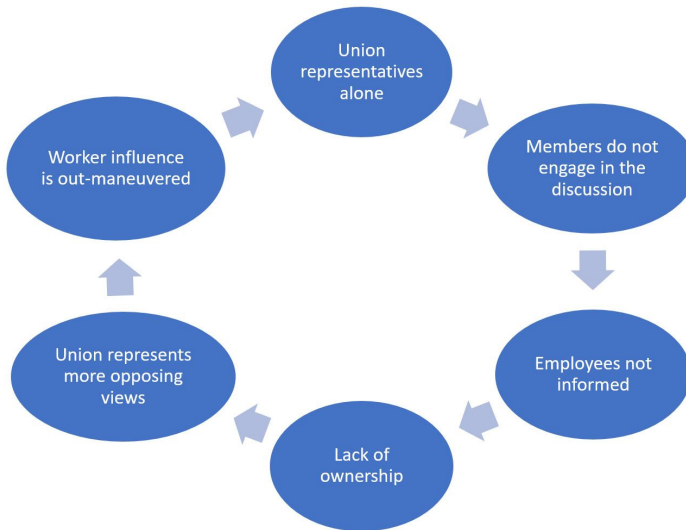 Union
representatives
alone
Members do not
engage in the
discussion
Employees not
informed
Lack of
ownership
Union represents
more opposing
views
Worker influence
is out-maneuvered